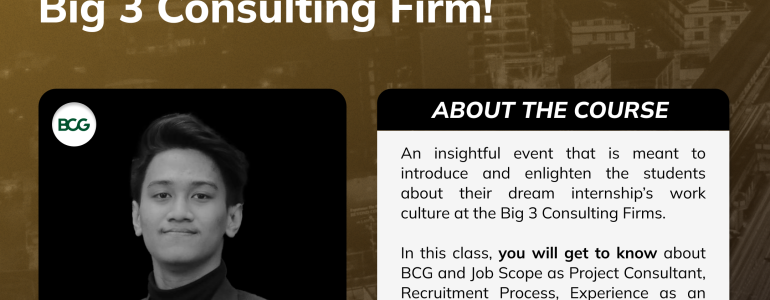 Big 3 Consulting Firm!
BCG
ABOUT THE COURSE
An insightful event that is meant to
introduce and enlighten the students
about their dream internship's work
culture at the Big 3 Consulting Firms.
In this class, you will get to know about
BCG and Job Scope as Project Consultant,
Recruitment Process, Experience as an